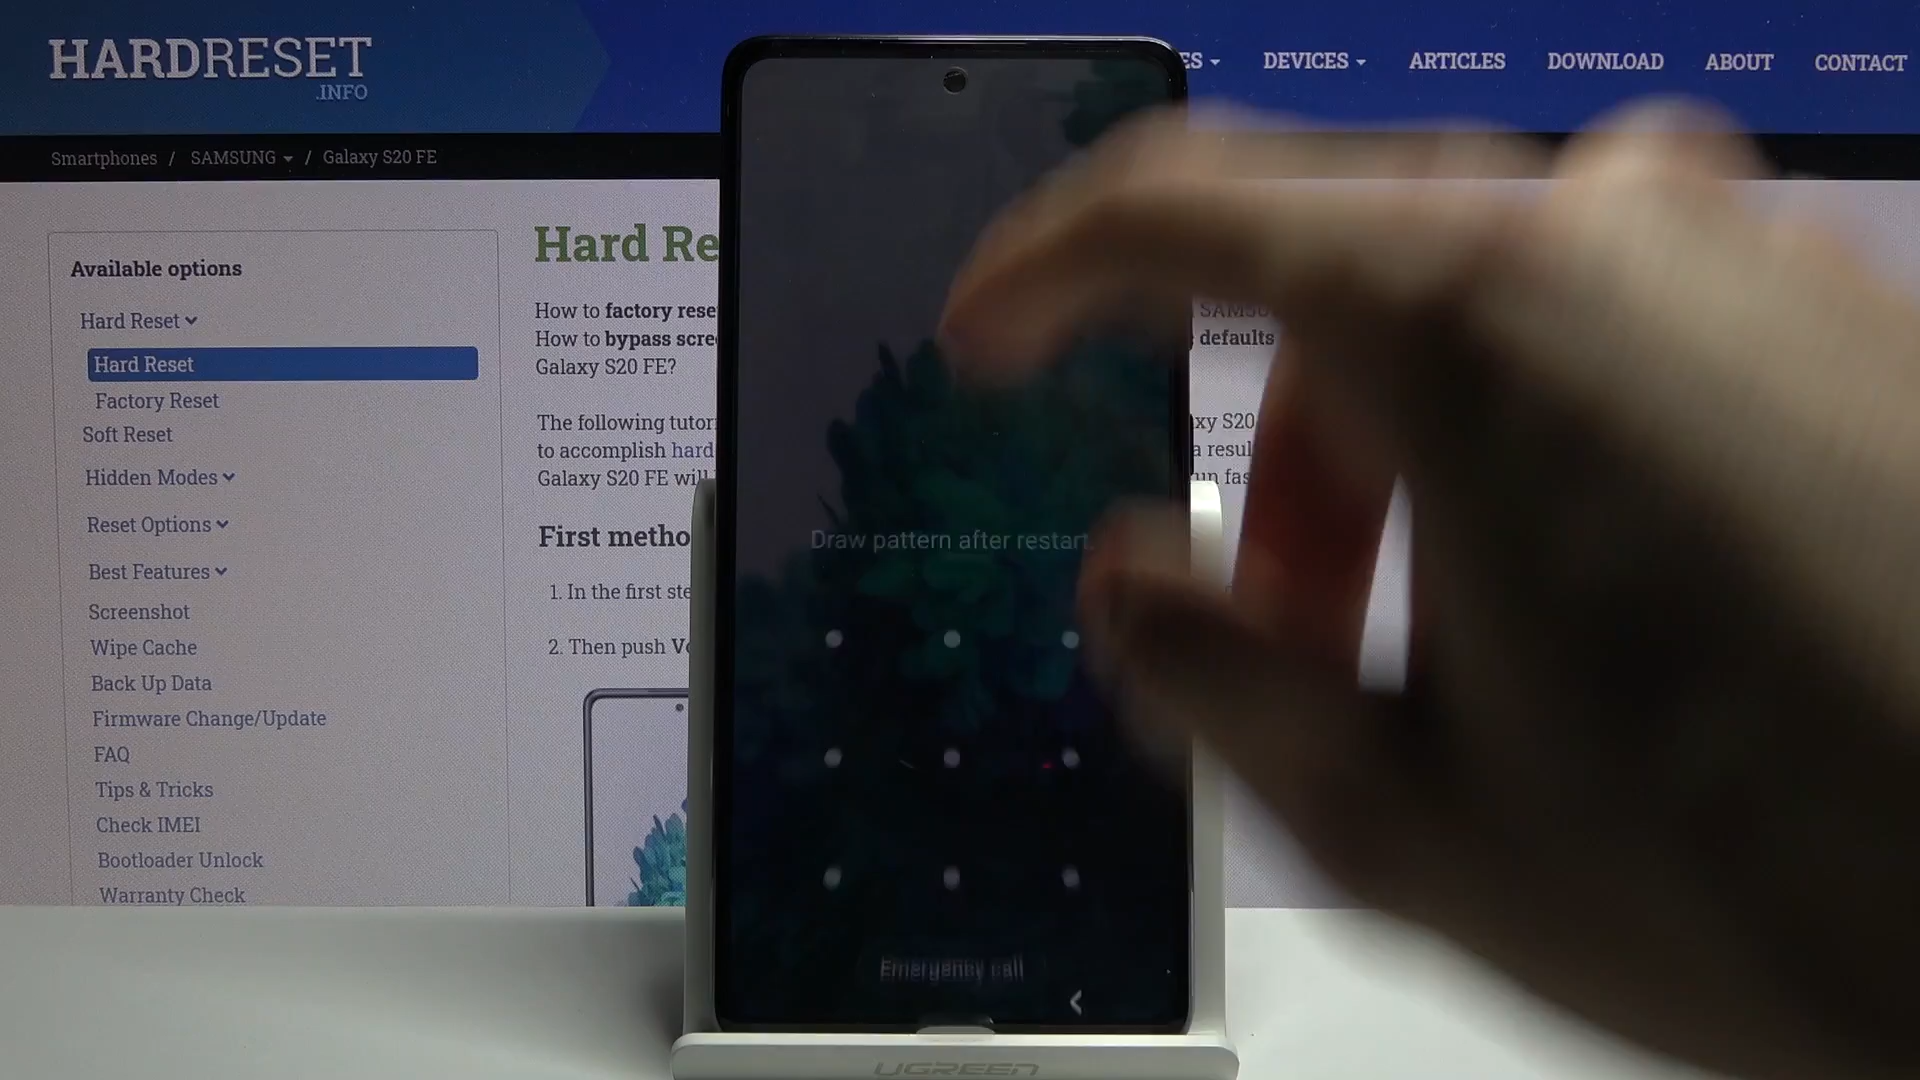 HARDRESET
.INFO
ES
DEVICES
ARTICLES
DOWNLOAD
ABOUT
CONTACT
Smartphones / SAMSUNG / Galaxy S20 FE
Available options
Hard Reset
Hard Reset
Factory Reset
Soft Reset
Hidden Modes
Reset Options
Best Features
Screenshot
Wipe Cache
Back Up Data
Firmware Change/Update
FAQ
Tips & Tricks
Check IMEI
Bootloader Unlock
Warranty Check
Hard Re
How to factory rese
How to bypass scre
defaults
Galaxy S20 FE?
The following tutor
xy S20
to accomplish hard
a resul
Galaxy S20 FE wil
un fas
First metho
1. In the first ste
2. Then push V
Draw pattern after restart.
Emergency call
UGREEN